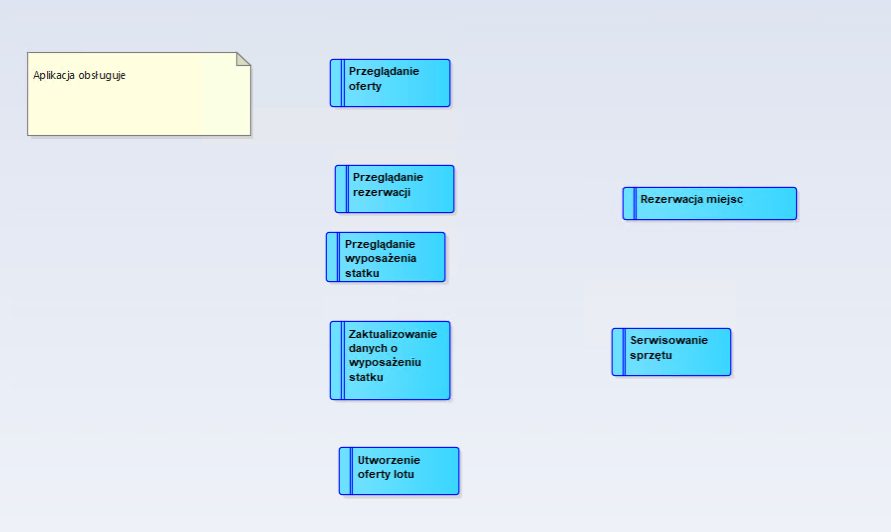 Aplikacja obsługuje
Przeglądanie
oferty
Przeglądanie
rezerwacji
Rezerwacja miejsc
Przeglądanie
wyposażenia
statku
Zaktualizowanie
danych o
wyposażeniu
statku
Serwisowanie
sprzętu
Utworzenie
oferty lotu